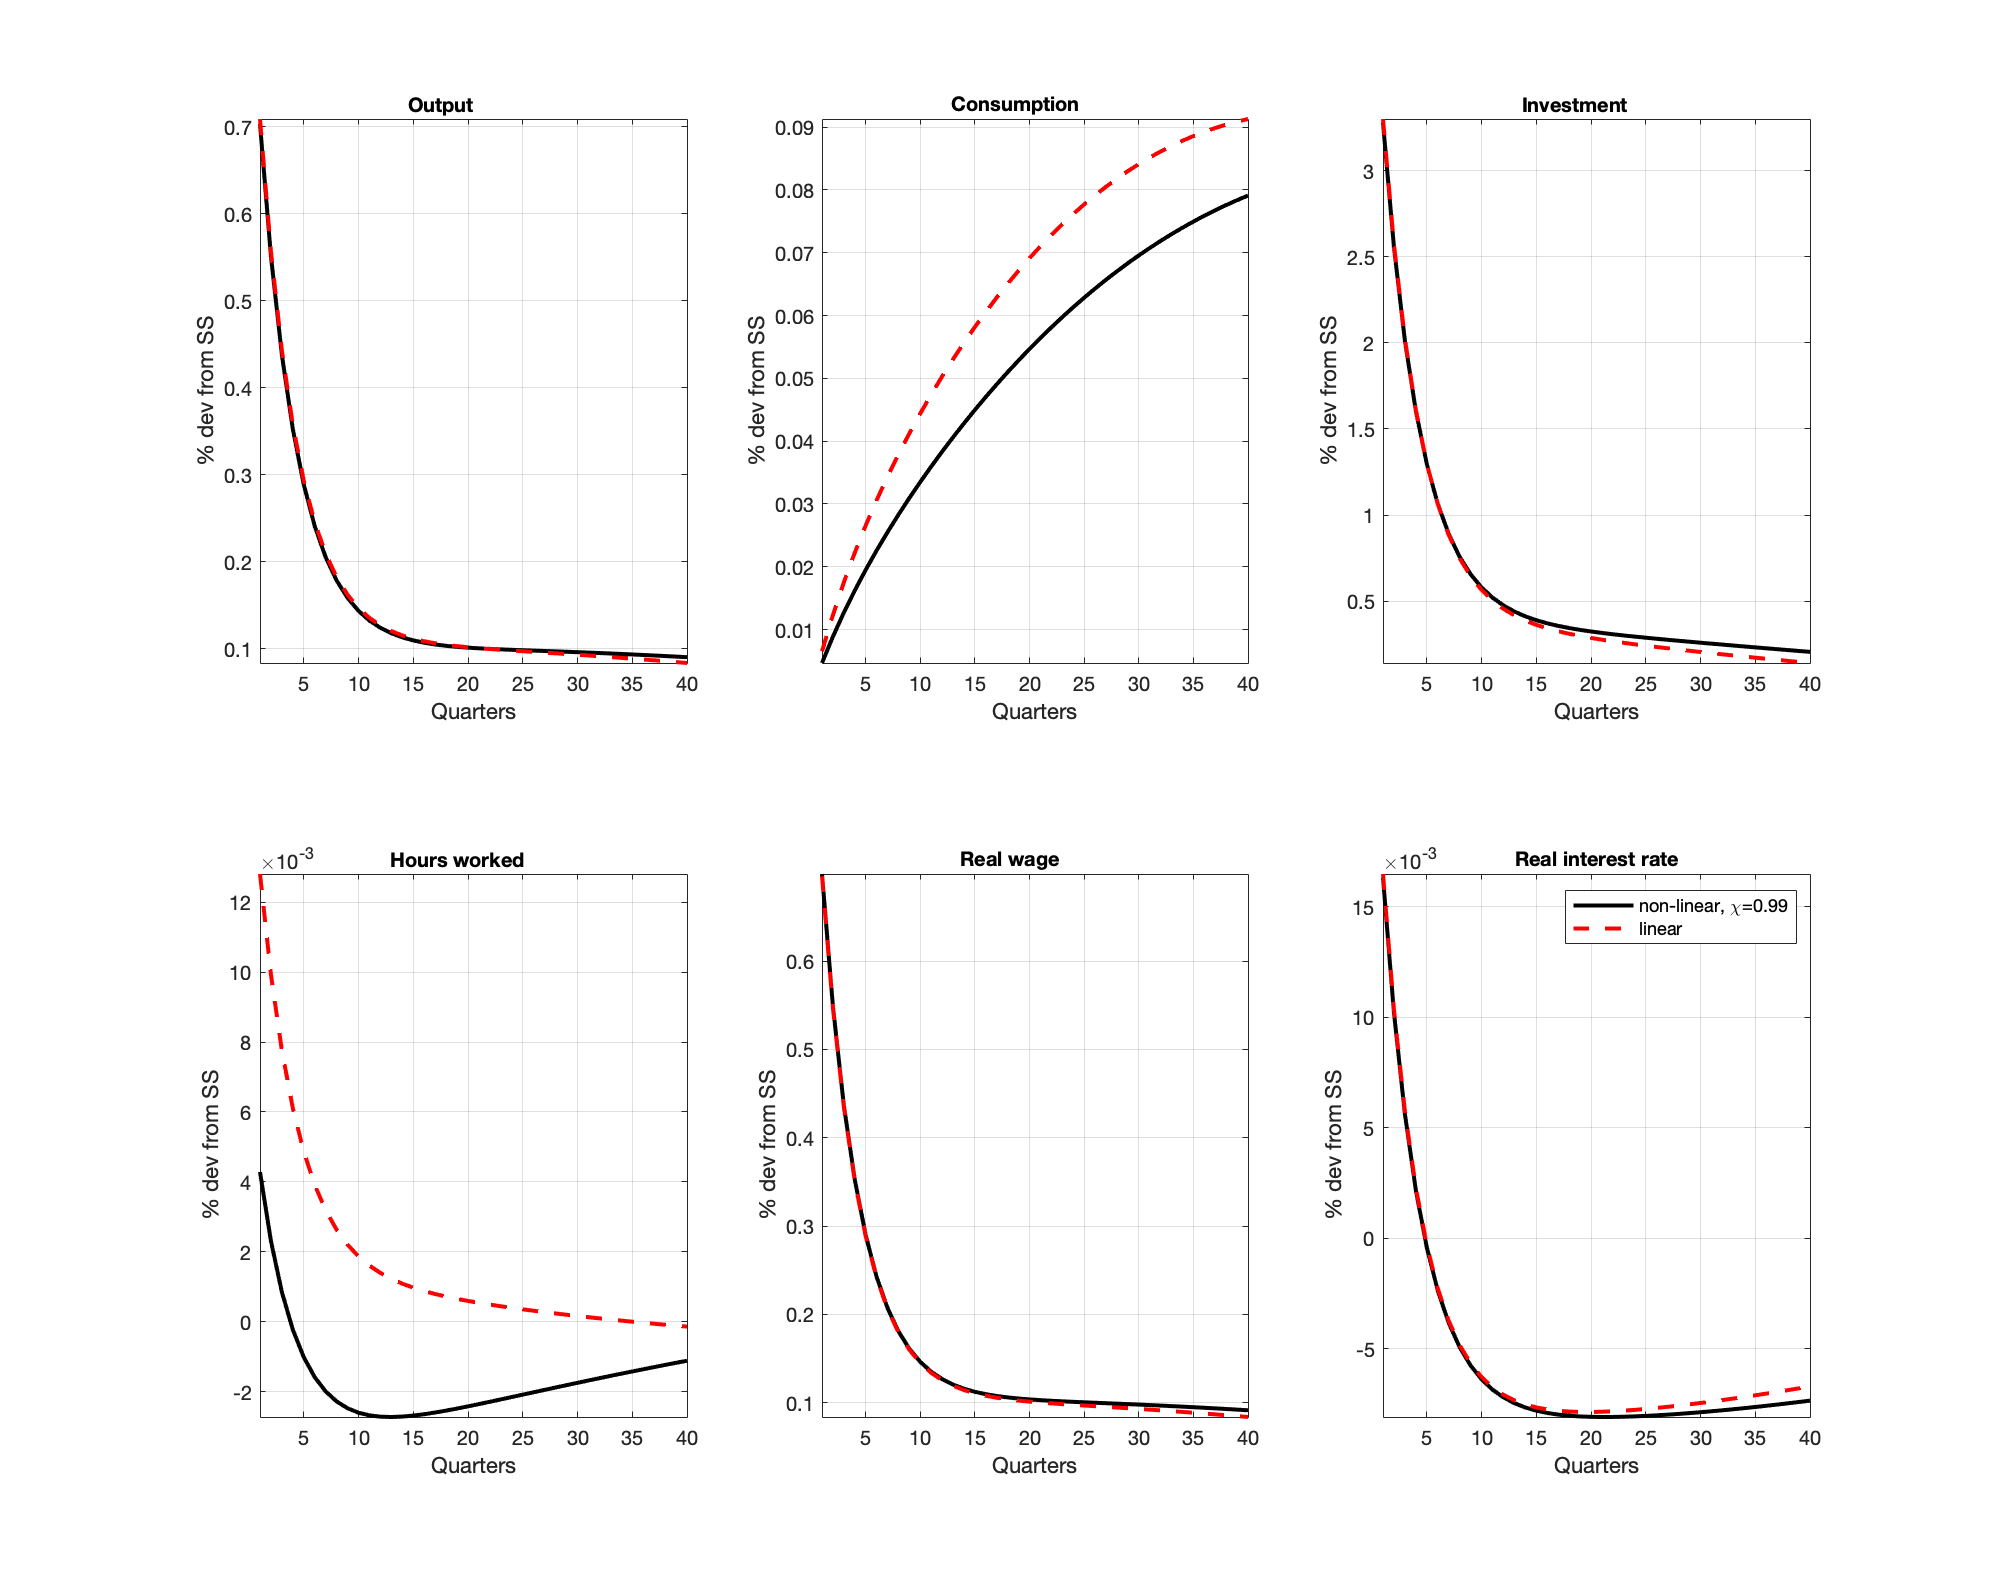 Output
% dev from SS
0.7
0.6
0.5
0.4
0.3
0.2
0.1
5 10 15 20 25 30 35 40
Quarters
Consumption
% dev from SS
0.09
0.08
0.07
0.06
0.05
0.04
0.03
0.02
0.01
5 10 15 20 25 30 35 40
Quarters
Investment
% dev from SS
3
2.5
2
1.5
1
0.5
5 10 15 20 25 30 35 40
Quarters
×10⁻³
Hours worked
% dev from SS
12
10
8
6
4
2
0
-2
5 10 15 20 25 30 35 40
Quarters
Real wage
% dev from SS
0.6
0.5
0.4
0.3
0.2
0.1
5 10 15 20 25 30 35 40
Quarters
×10⁻³
Real interest rate
non-linear, χ=0.99
linear
% dev from SS
15
10
5
0
-5
5 10 15 20 25 30 35 40
Quarters